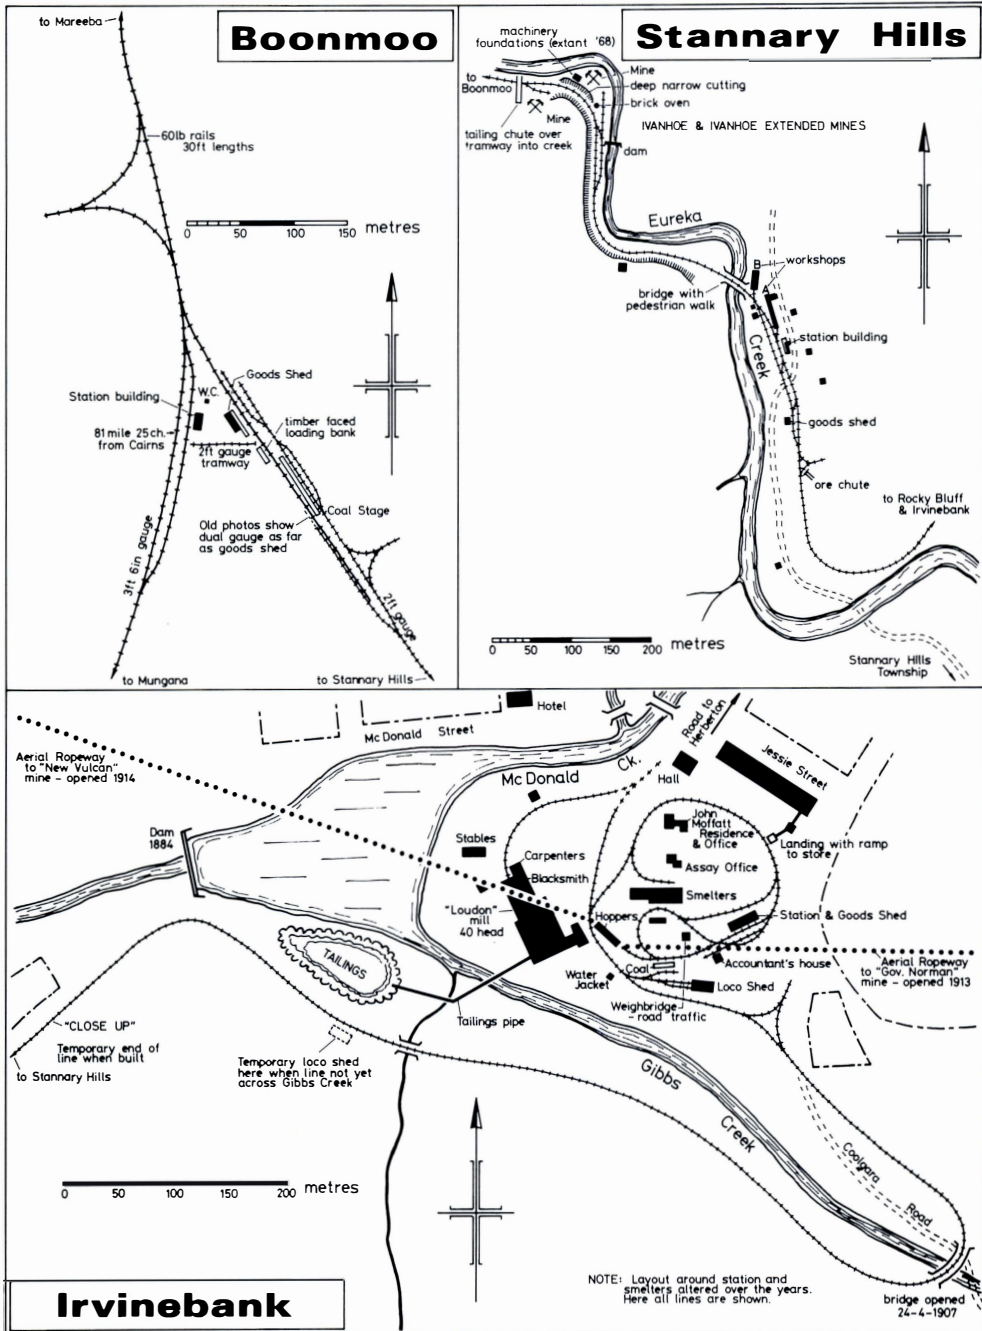 Boonmoo
to Mareeba
60lb rails
30ft lengths
0 50 100 150 metres
Goods Shed
W.C.
Station building
timber faced
loading bank
81 mile 25ch.
from Cairns
2ft gauge
tramway
Coal Stage
Old photos show
dual gauge as far
as goods shed
3ft 6in gauge
2ft gauge
to Mungana
to Stannary Hills
Stannary Hills
machinery
foundations (extant '68)
Mine
to
Boonmoo
deep narrow cutting
brick oven
Mine
tailing chute over
tramway into creek
IVANHOE & IVANHOE EXTENDED MINES
dam
Eureka
B
workshops
A
bridge with
pedestrian walk
station building
Creek
goods shed
ore chute
to Rocky Bluff
& Irvinebank
0 50 100 150 200 metres
Stannary Hills
Township
Hotel
Mc Donald Street
Road to
Herberton
Aerial Ropeway
to "New Vulcan"
mine - opened 1914
Mc Donald
Ck.
Hall
Jessie Street
Dam
1884
John
Moffatt
Residence
& Office
Landing with ramp
to store
Stables
Carpenters
Blacksmith
Assay Office
Smelters
"Loudon"
mill
40 head
Hoppers
Station & Goods Shed
TAILINGS
Water
Jacket
Coal
Accountant's house
Aerial Ropeway
to "Gov. Norman"
mine - opened 1913
Loco Shed
Weighbridge
- road traffic
Tailings pipe
"CLOSE UP"
Temporary end of
line when built
to Stannary Hills
Temporary loco shed
here when line not yet
across Gibbs Creek
Gibbs
Creek
Coolgara
Road
0 50 100 150 200 metres
NOTE: Layout around station and
smelters altered over the years.
Here all lines are shown.
bridge opened
24-4-1907
Irvinebank